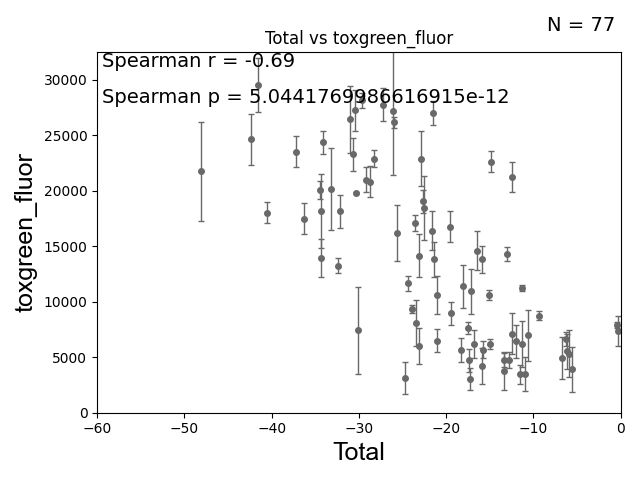 N = 77
Total vs toxgreen_fluor
Spearman r = -0.69
Spearman p = 5.0441769986616915e-12
toxgreen_fluor
30000
25000
20000
15000
10000
5000
0
−60
−50
−40
−30
−20
−10
0
Total